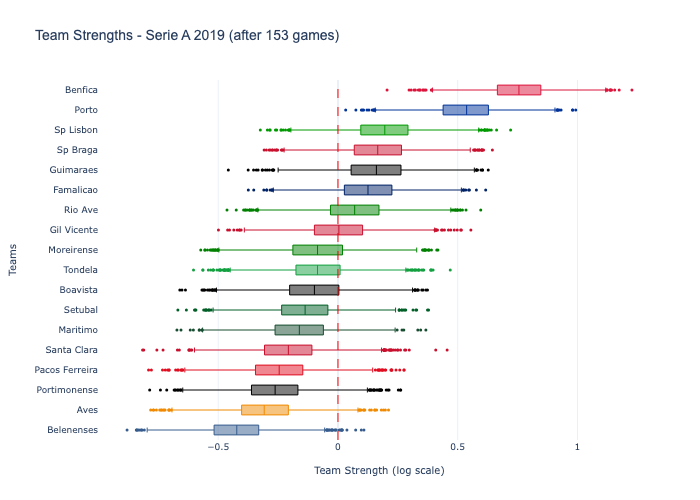 Team Strengths - Serie A 2019 (after 153 games)
Benfica
Porto
Sp Lisbon
Sp Braga
Guimaraes
Famalicao
Rio Ave
Gil Vicente
Moreirense
Tondela
Boavista
Setubal
Maritimo
Santa Clara
Pacos Ferreira
Portimonense
Aves
Belenenses
Teams
−0.5
0
0.5
1
Team Strength (log scale)